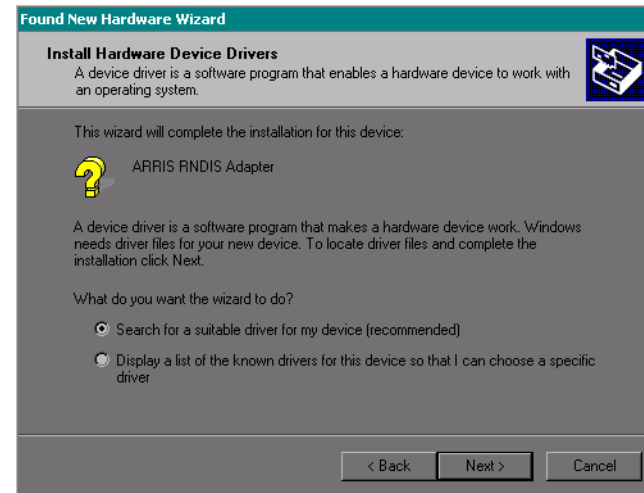 Found New Hardware Wizard
Install Hardware Device Drivers
A device driver is a software program that enables a hardware device to work with
an operating system.
This wizard will complete the installation for this device:
ARRIS RNDIS Adapter
A device driver is a software program that makes a hardware device work. Windows
needs driver files for your new device. To locate driver files and complete the
installation click Next.
What do you want the wizard to do?
Search for a suitable driver for my device (recommended)
Display a list of the known drivers for this device so that I can choose a specific
driver
< Back Next > Cancel